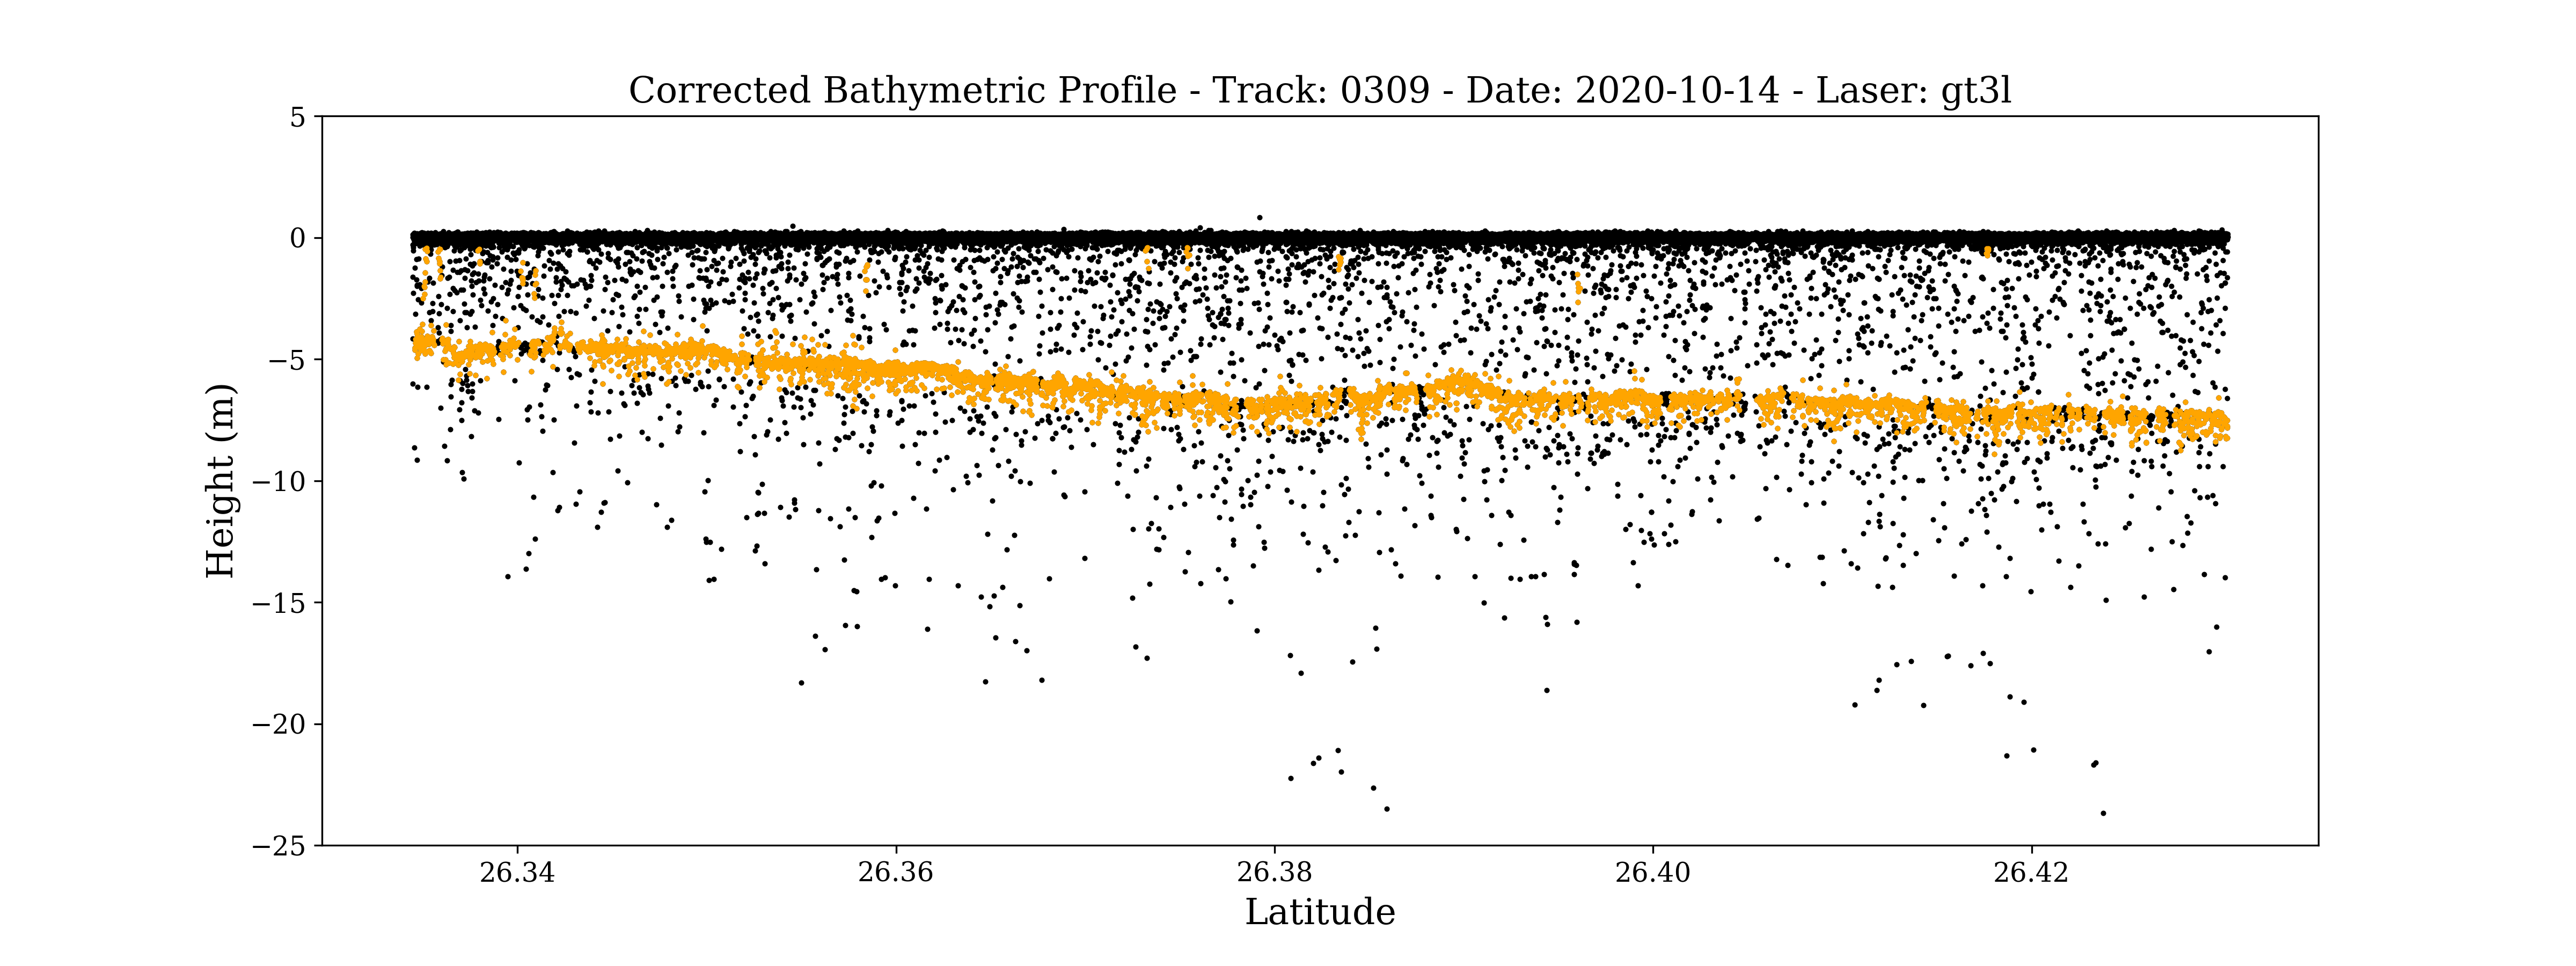 Corrected Bathymetric Profile - Track: 0309 - Date: 2020-10-14 - Laser: gt3l
5
0
−5
−10
−15
−20
−25
Height (m)
26.34 26.36 26.38 26.40 26.42
Latitude